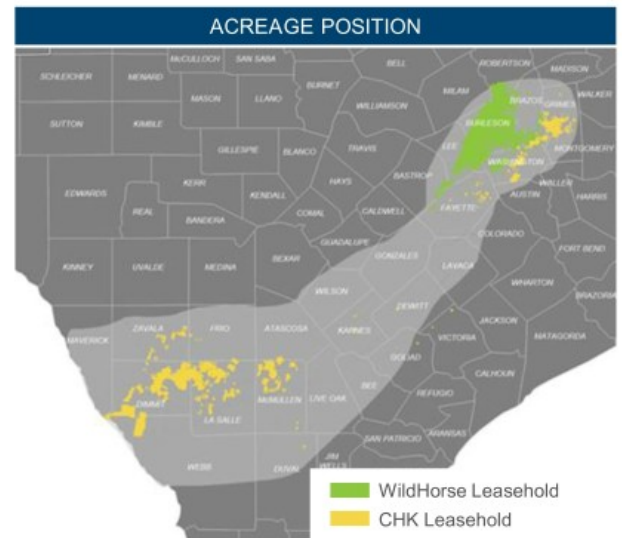 ACREAGE POSITION
McCULLOCH SAN SABA BELL ROBERTSON MADISON
SCHLEICHER MENARD BURNET MILAM BRAZOS WALKER
MASON LLANO WILLIAMSON GRIMES
SUTTON KIMBLE BURLESON
GILLESPIE BLANCO TRAVIS LEE MONTGOMERY
BASTROP WASHINGTON
EDWARDS KERR HAYS WALLER
KENDALL CALDWELL AUSTIN HARRIS
REAL BANDERA COMAL FAYETTE
GUADALUPE COLORADO
KINNEY UVALDE MEDINA BEXAR GONZALES FORT BEND
LAVACA
WILSON WHARTON
DEWITT BRAZORIA
MAVERICK ZAVALA FRIO ATASCOSA KARNES JACKSON
VICTORIA MATAGORDA
GOLIAD
DIMMIT McMULLEN LIVE OAK BEE CALHOUN
LA SALLE REFUGIO
SAN PATRICIO ARANSAS
WEBB DUVAL JIM
WELLS
WildHorse Leasehold
CHK Leasehold